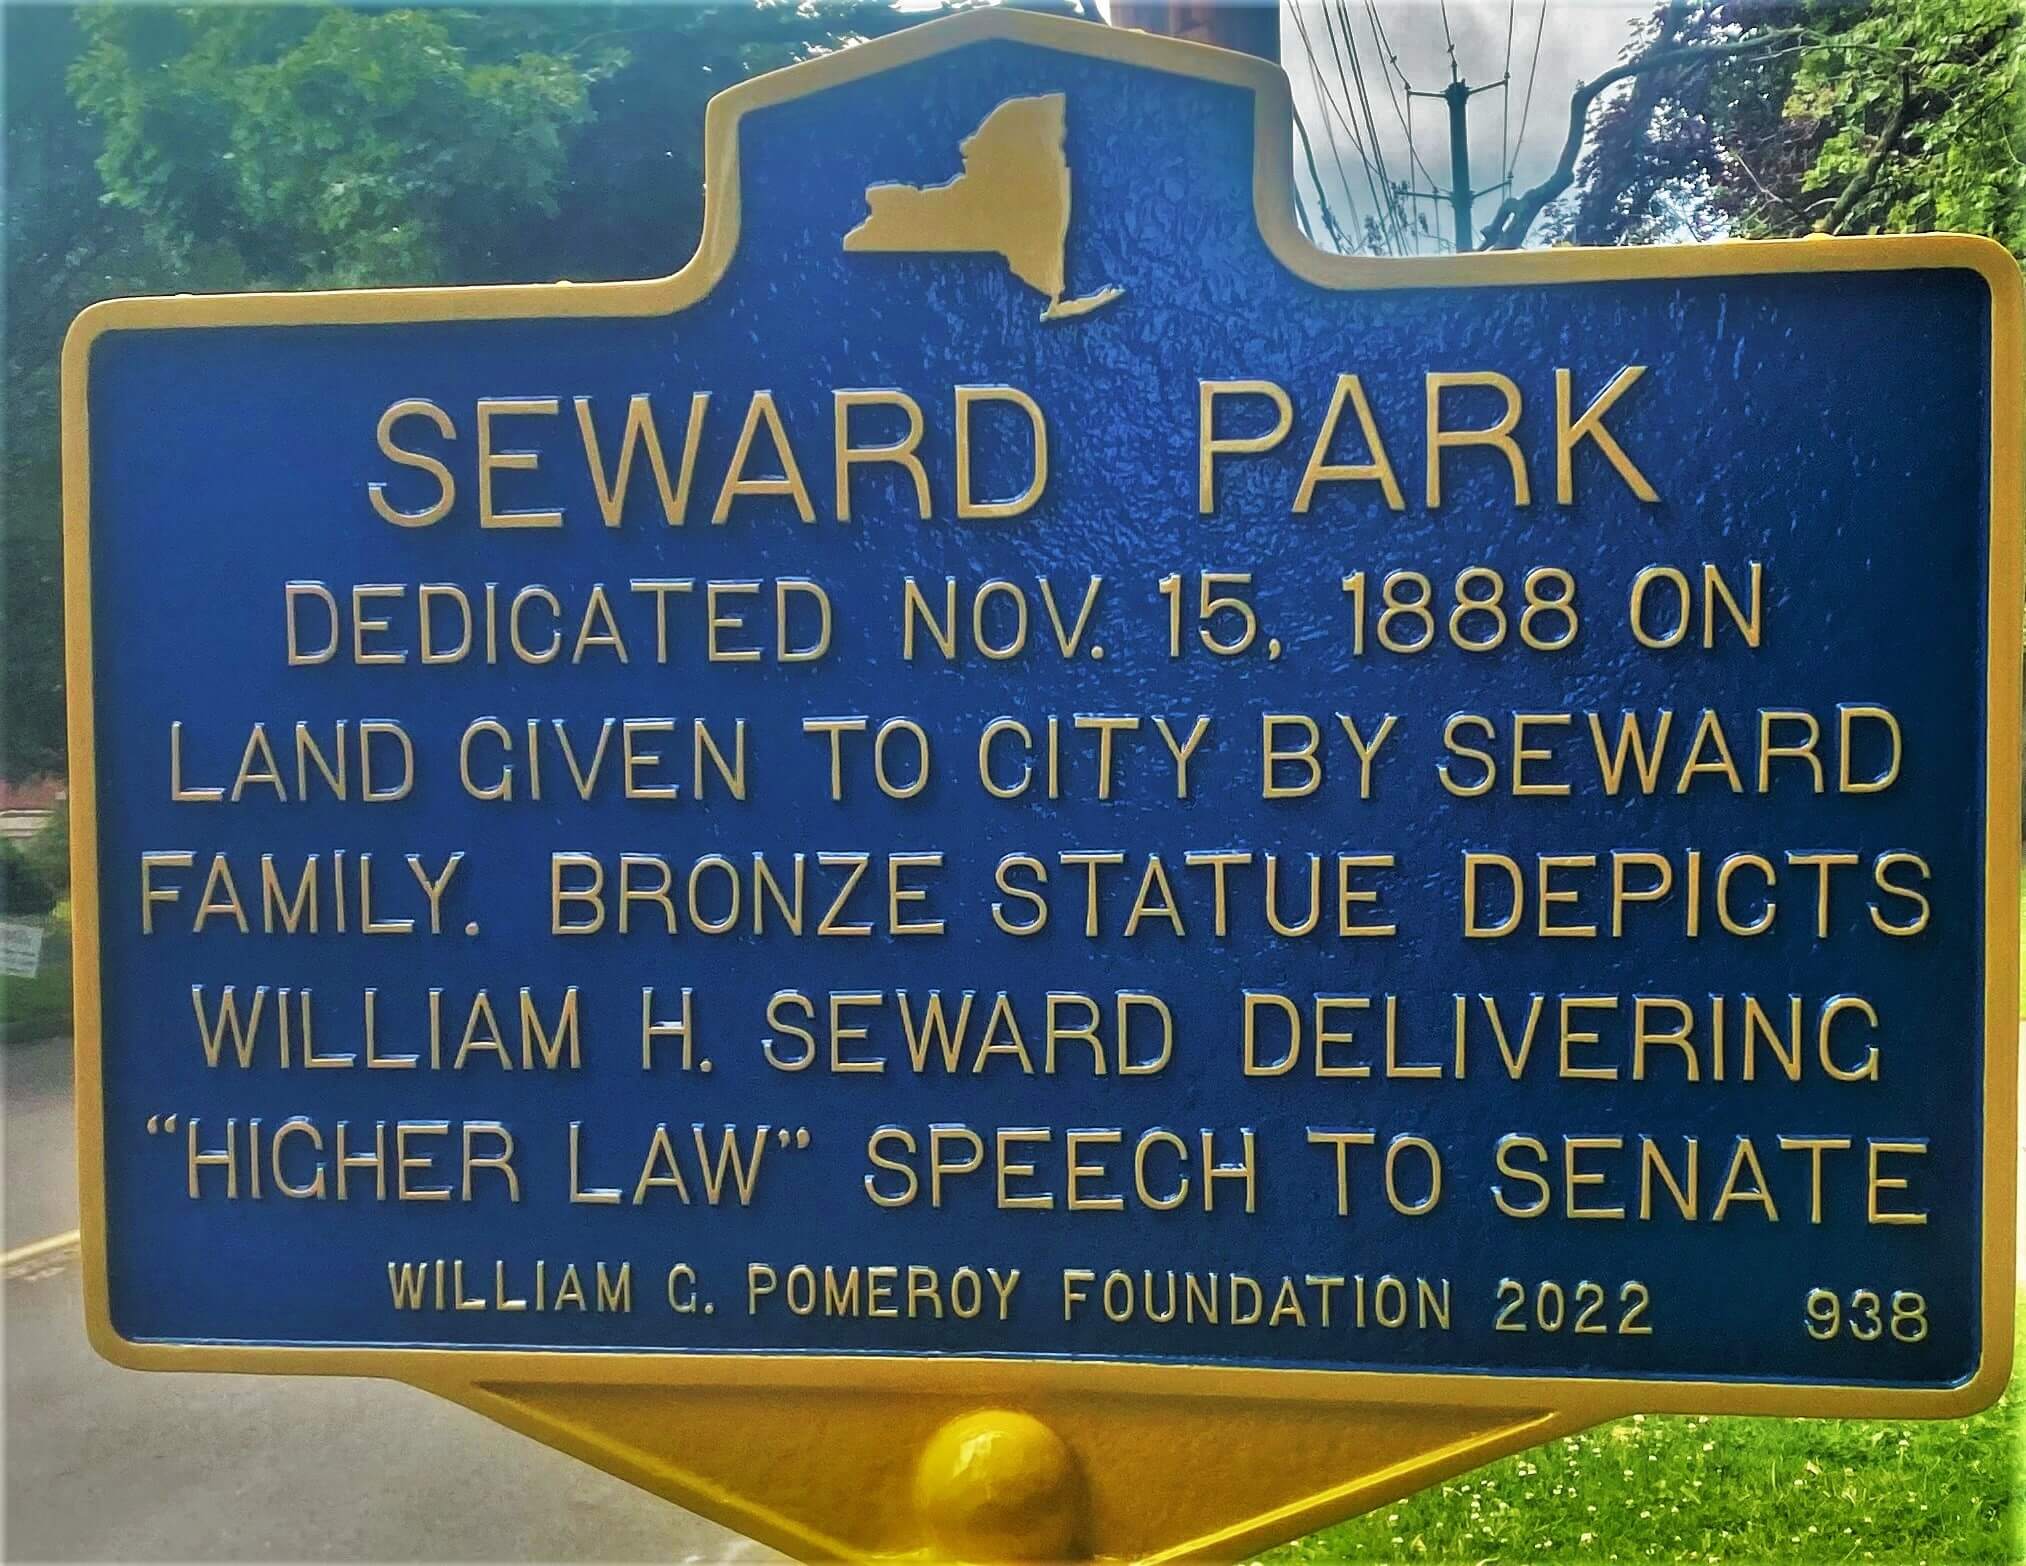 SEWARD PARK
DEDICATED NOV. 15, 1888 ON
LAND GIVEN TO CITY BY SEWARD
FAMILY. BRONZE STATUE DEPICTS
WILLIAM H. SEWARD DELIVERING
“HIGHER LAW” SPEECH TO SENATE
WILLIAM G. POMEROY FOUNDATION 2022 938